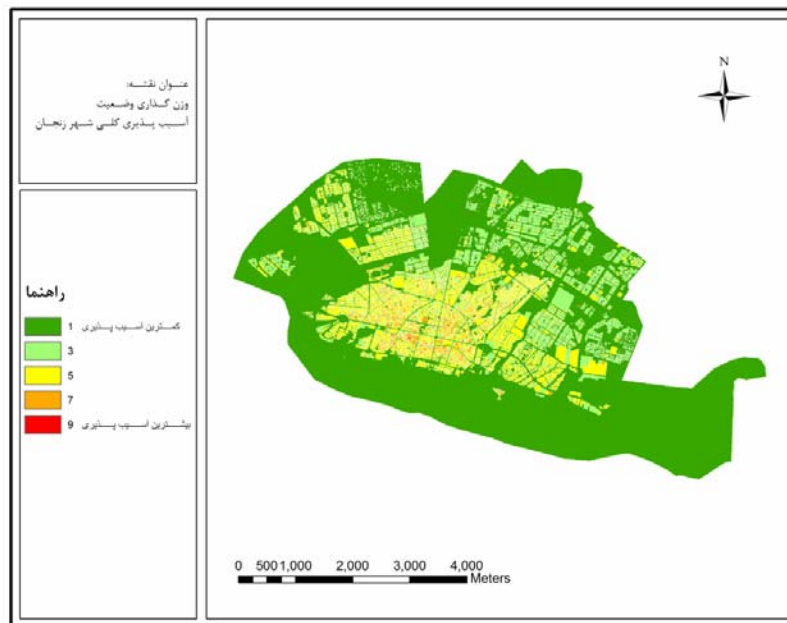 عنوان نقشه:
وزن گذاری وضعیت
آسیب پذیری کلی شهر زنجان
راهنما
1 کمترین آسیب پذیری
3
5
7
9 بیشترین آسیب پذیری
N
0 500 1,000 2,000 3,000 4,000
Meters